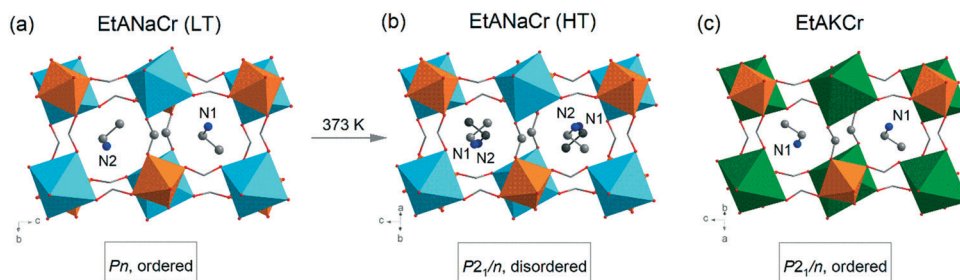 (a) EtANaCr (LT)
N1
N2
c
b
Pn, ordered
373 K
(b) EtANaCr (HT)
N2
N1
N1
N2
a
c
b
P2₁/n, disordered
(c) EtAKCr
N1
N1
b
c
a
P2₁/n, ordered